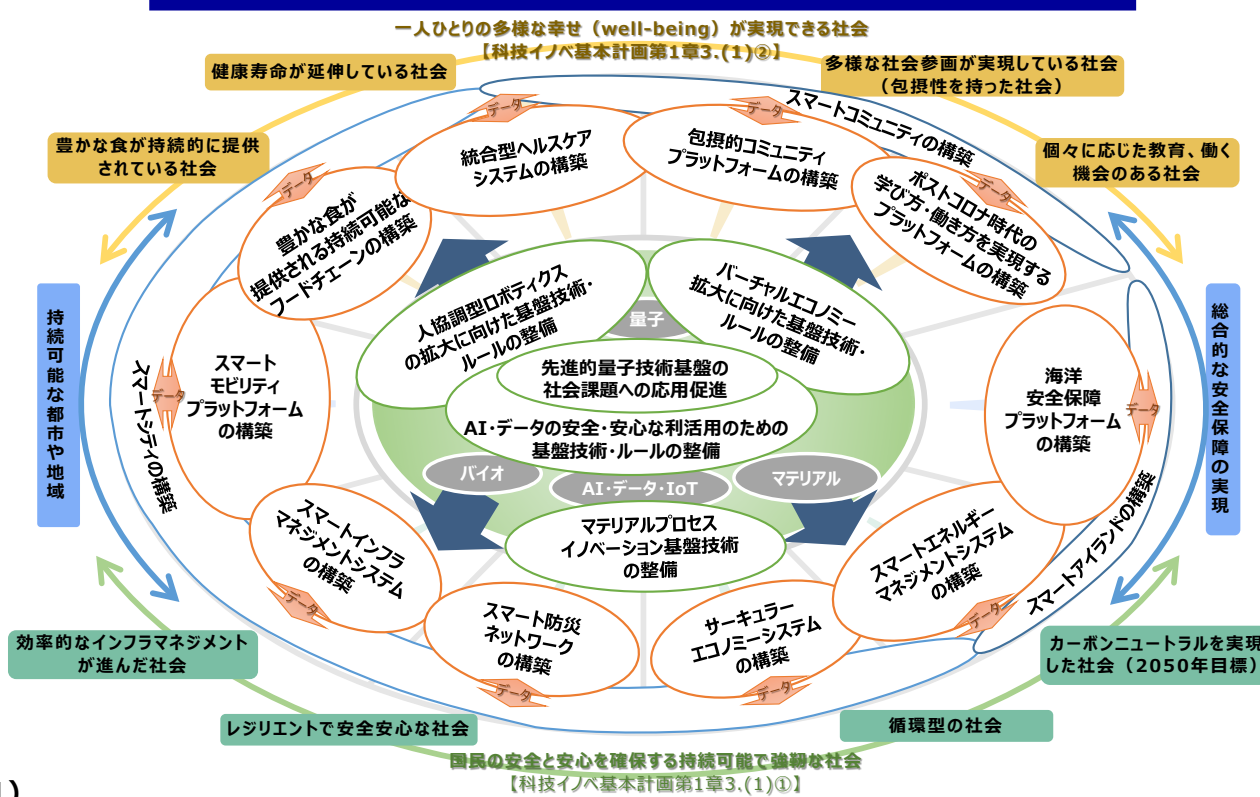 一人ひとりの多様な幸せ（well-being）が実現できる社会
【科技イノベ基本計画第1章3.(1)②】
健康寿命が延伸している社会
多様な社会参画が実現している社会
（包摂性を持った社会）
豊かな食が持続的に提供
されている社会
個々に応じた教育、働く
機会のある社会
スマートコミュニティの構築
データ
統合型ヘルスケア
システムの構築
データ
包摂的コミュニティ
プラットフォームの構築
データ
ポストコロナ時代の
学び方・働き方を実現する
プラットフォームの構築
データ
豊かな食が
提供される持続可能な
フードチェーンの構築
人協調型ロボティクス
の拡大に向けた基盤技術・
ルールの整備
バーチャルエコノミー
拡大に向けた基盤技術・
ルールの整備
量子
持続可能な都市や地域
総合的な安全保障の実現
スマートシティの構築
データ
スマート
モビリティ
プラットフォーム
の構築
先進的量子技術基盤の
社会課題への応用促進
AI・データの安全・安心な利活用のための
基盤技術・ルールの整備
海洋
安全保障
プラットフォーム
の構築
データ
バイオ
AI・データ・IoT
マテリアル
マテリアルプロセス
イノベーション基盤技術
の整備
スマートインフラ
マネジメントシステム
の構築
データ
スマートエネルギー
マネジメントシステム
の構築
データ
スマートアイランドの構築
スマート防災
ネットワーク
の構築
データ
サーキュラー
エコノミーシステム
の構築
データ
効率的なインフラマネジメント
が進んだ社会
カーボンニュートラルを実現
した社会（2050年目標）
レジリエントで安全安心な社会
循環型の社会
国民の安全と安心を確保する持続可能で強靭な社会
【科技イノベ基本計画第1章3.(1)①】